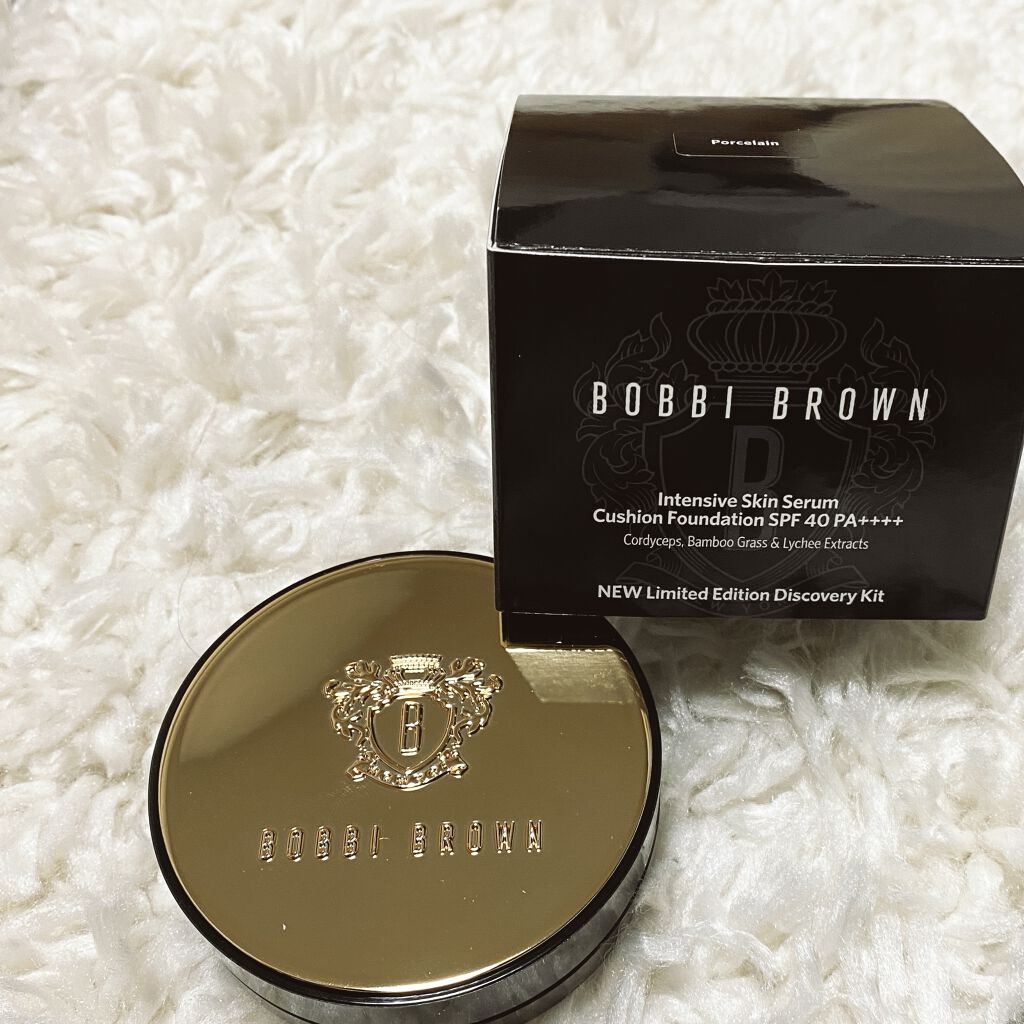 Porcelain
BOBBI BROWN
B
Intensive Skin Serum
Cushion Foundation SPF 40 PA++++
Cordyceps, Bamboo Grass & Lychee Extracts
NEW Limited Edition Discovery Kit
B
BOBBI BROWN